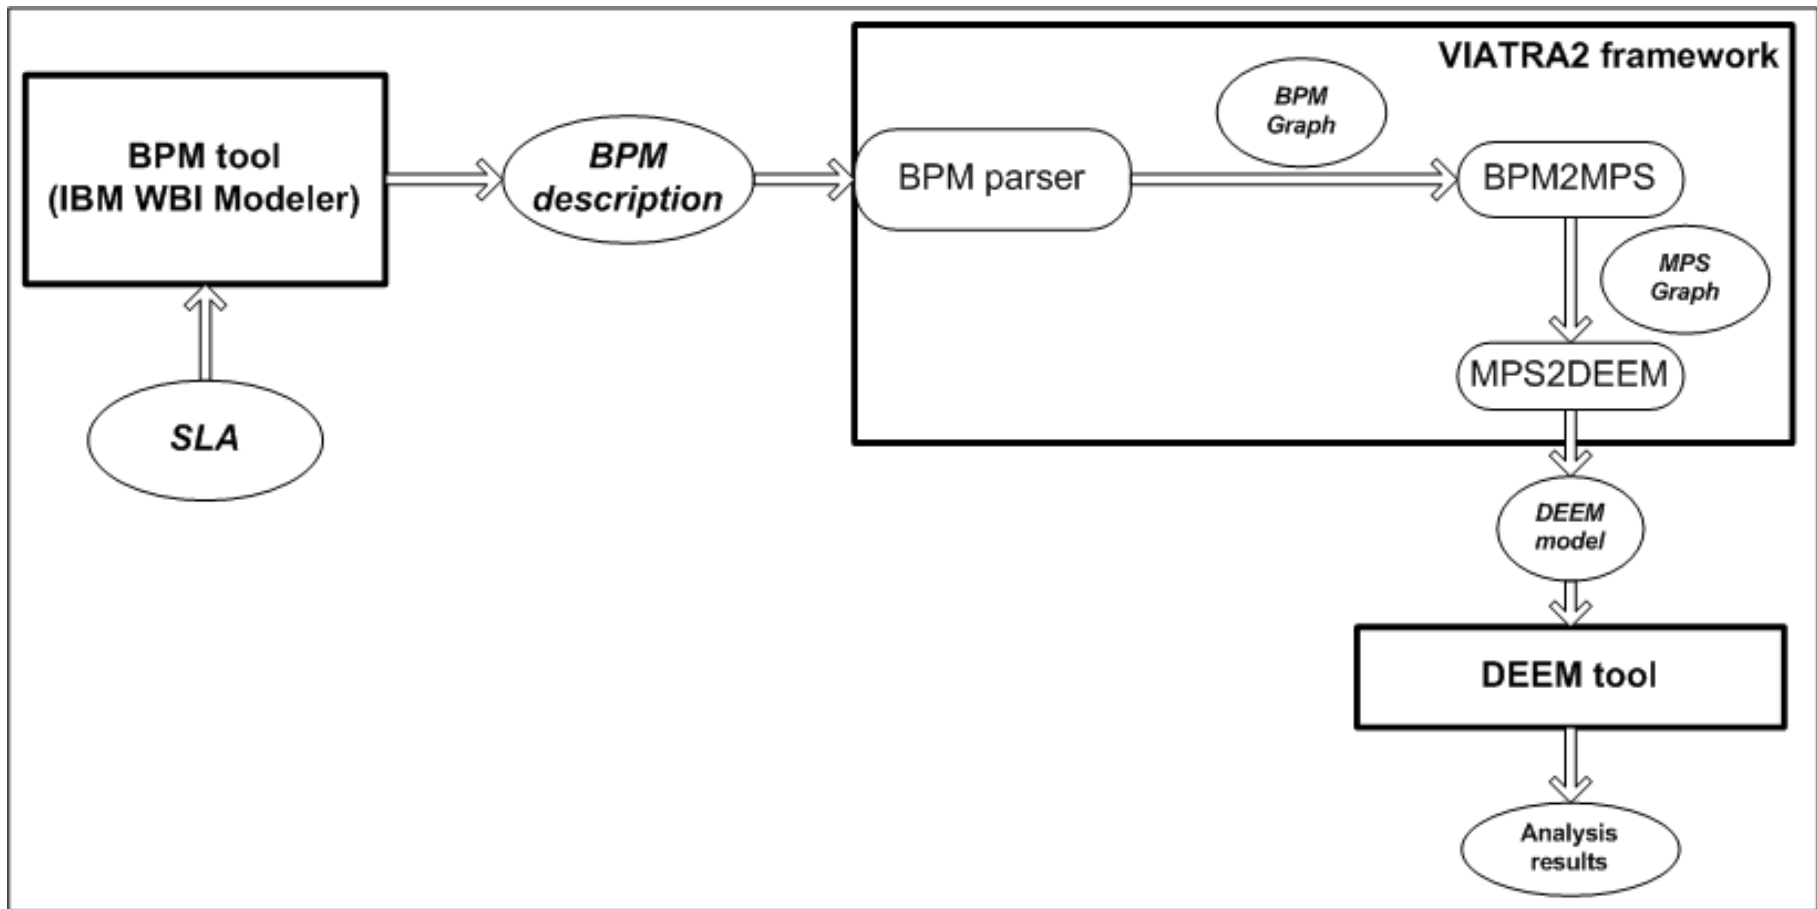 VIATRA2 framework
BPM tool
(IBM WBI Modeler)
BPM
description
BPM parser
BPM
Graph
BPM2MPS
MPS
Graph
MPS2DEEM
SLA
DEEM
model
DEEM tool
Analysis
results